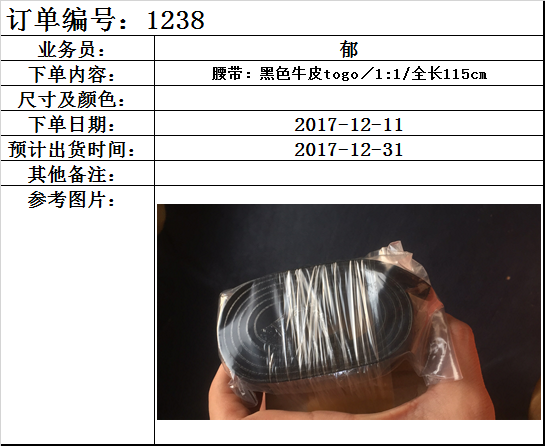 订单编号：1238
业务员： 郁
下单内容： 腰带：黑色牛皮togo／1:1/全长115cm
尺寸及颜色：
下单日期： 2017-12-11
预计出货时间： 2017-12-31
其他备注：
参考图片：